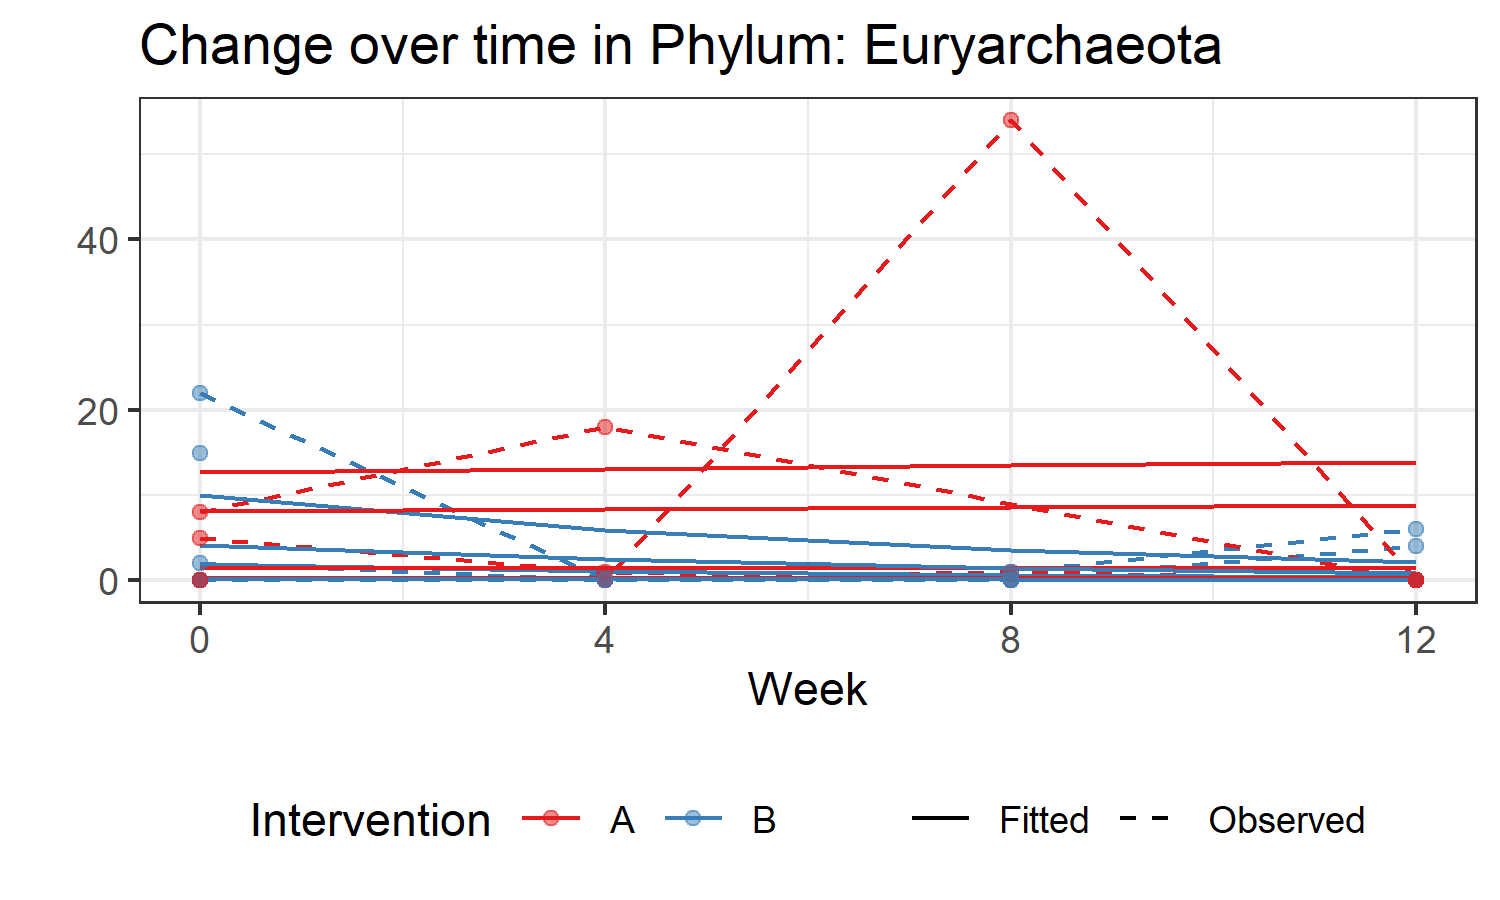 Change over time in Phylum: Euryarchaeota
40
20
0
0 4 8 12
Week
Intervention A B Fitted Observed